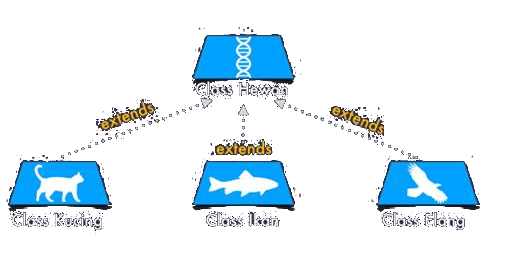 Class Hewan
extends
extends
extends
Class Kucing
Class Ikan
Class Elang